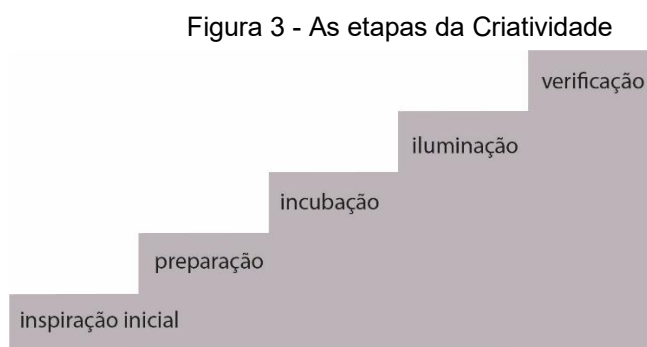 Figura 3 - As etapas da Criatividade
verificação
iluminação
incubação
preparação
inspiração inicial